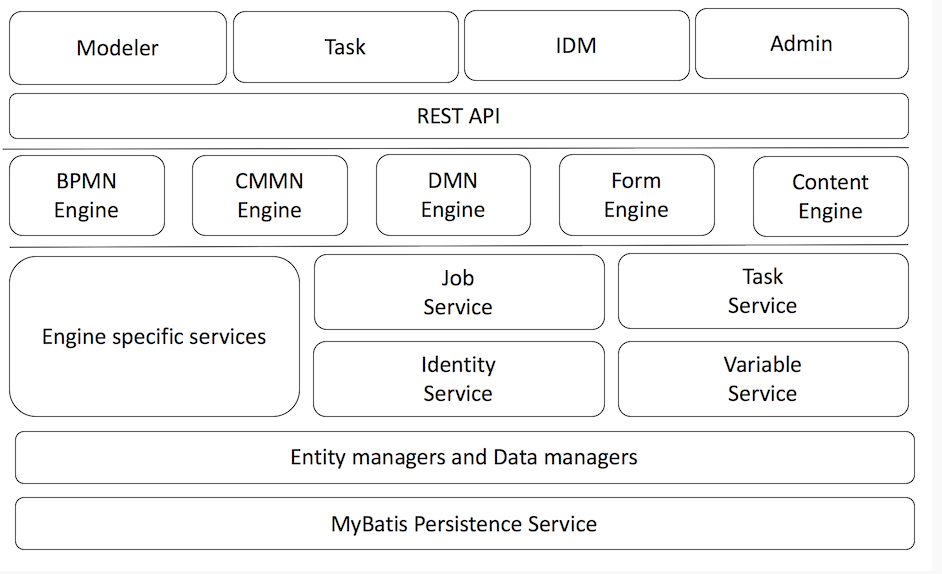 Modeler
Task
IDM
Admin
REST API
BPMN
Engine
CMMN
Engine
DMN
Engine
Form
Engine
Content
Engine
Engine specific services
Job
Service
Task
Service
Identity
Service
Variable
Service
Entity managers and Data managers
MyBatis Persistence Service